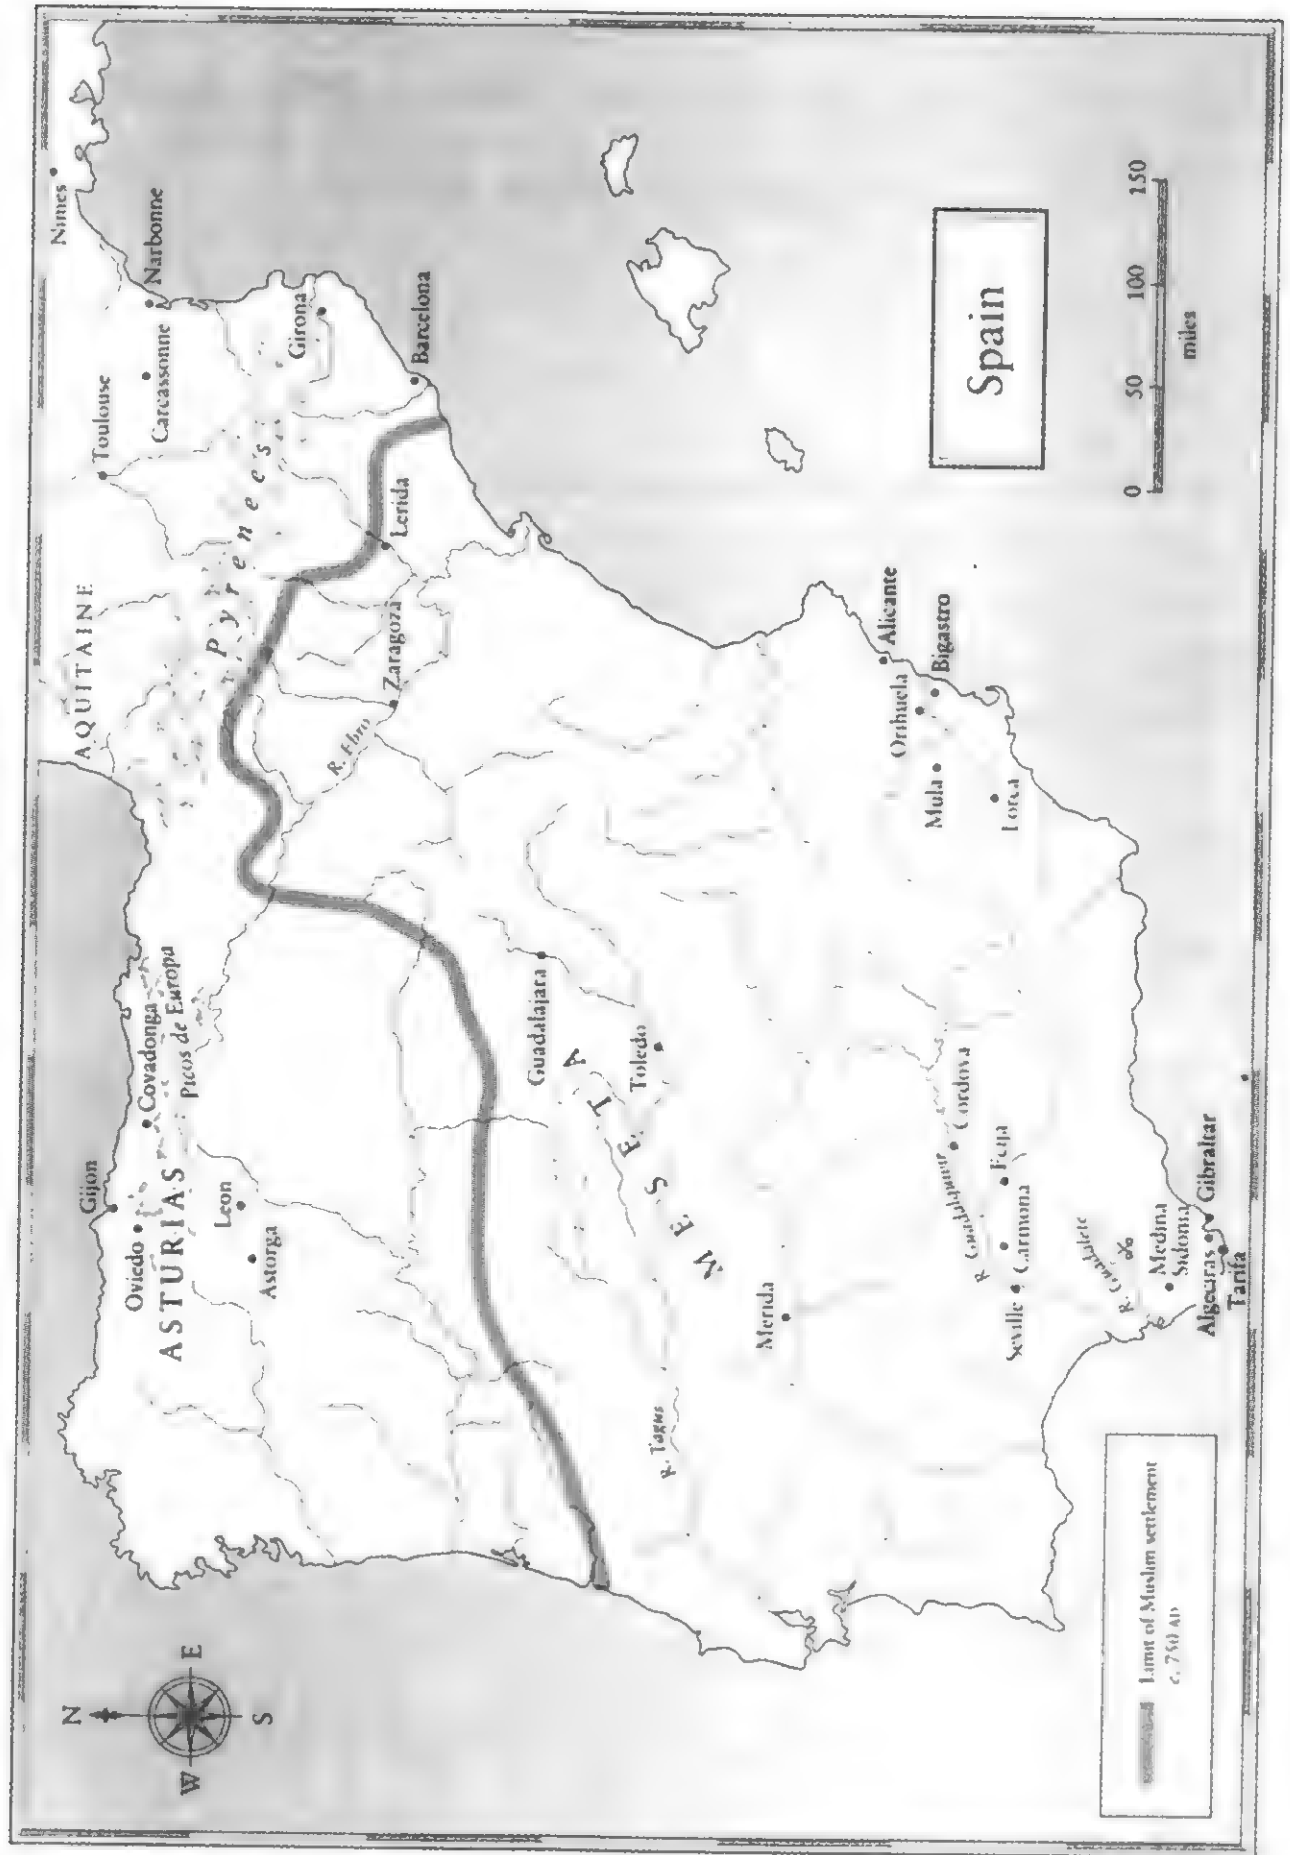 Nimes
Narbonne
Carcassonne
Toulouse
AQUITAINE
Pyrenees
Girona
Barcelona
Lerida
Zaragoza
R. Ebro
Gijon
Covadonga
Picos de Europa
Oviedo
ASTURIAS
Leon
Astorga
Guadalajara
Toledo
MESETA
R. Tagus
Merida
Alicante
Bigastro
Orihuela
Mula
Lorca
Cordova
R. Guadalquivir
Ecija
Carmona
Seville
R. Guadalete
Medina
Sidonia
Algeciras
Gibraltar
Tarifa
N
W E
S
Spain
0 50 100 150
miles
Limit of Muslim settlement
c. 750 AD